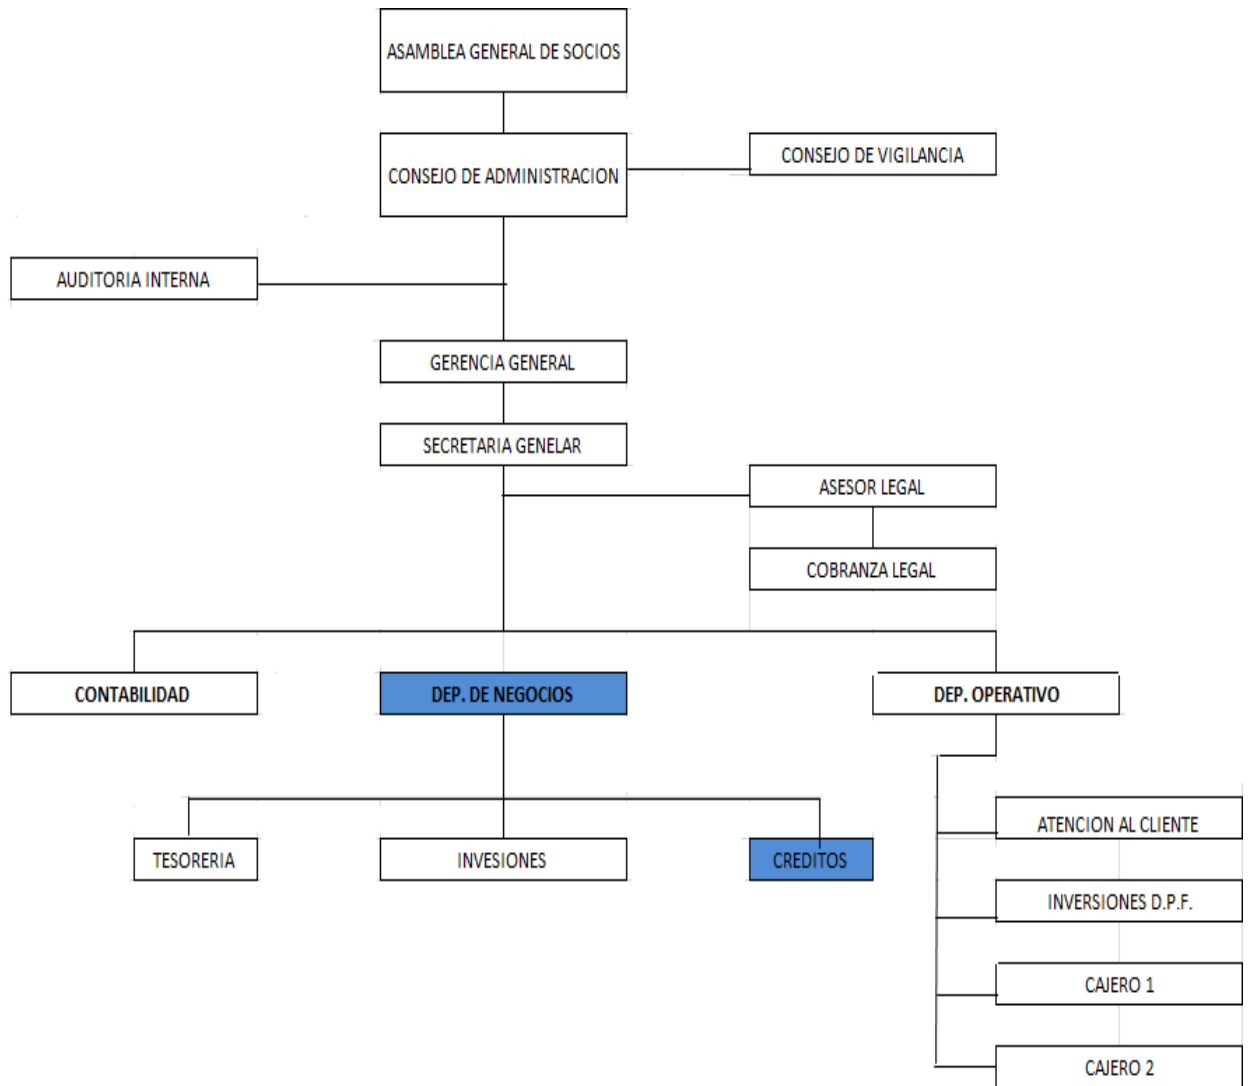 ASAMBLEA GENERAL DE SOCIOS
CONSEJO DE ADMINISTRACION
CONSEJO DE VIGILANCIA
AUDITORIA INTERNA
GERENCIA GENERAL
SECRETARIA GENELAR
ASESOR LEGAL
COBRANZA LEGAL
CONTABILIDAD
DEP. DE NEGOCIOS
DEP. OPERATIVO
TESORERIA
INVESIONES
CREDITOS
ATENCION AL CLIENTE
INVERSIONES D.P.F.
CAJERO 1
CAJERO 2